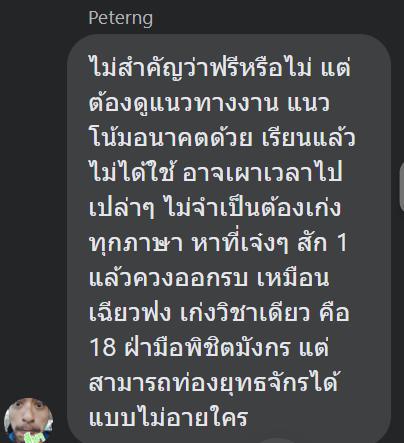 Peterng
ไม่สำคัญว่าฟรีหรือไม่ แต่
ต้องดูแนวทางงาน แนว
โน้มอนาคตด้วย เรียนแล้ว
ไม่ได้ใช้ อาจเผาเวลาไป
เปล่าๆ ไม่จำเป็นต้องเก่ง
ทุกภาษา หาที่เจ๋งๆ สัก 1
แล้วควงออกรบ เหมือน
เฉียวฟง เก่งวิชาเดียว คือ
18 ฝ่ามือพิชิตมังกร แต่
สามารถท่องยุทธจักรได้
แบบไม่อายใคร